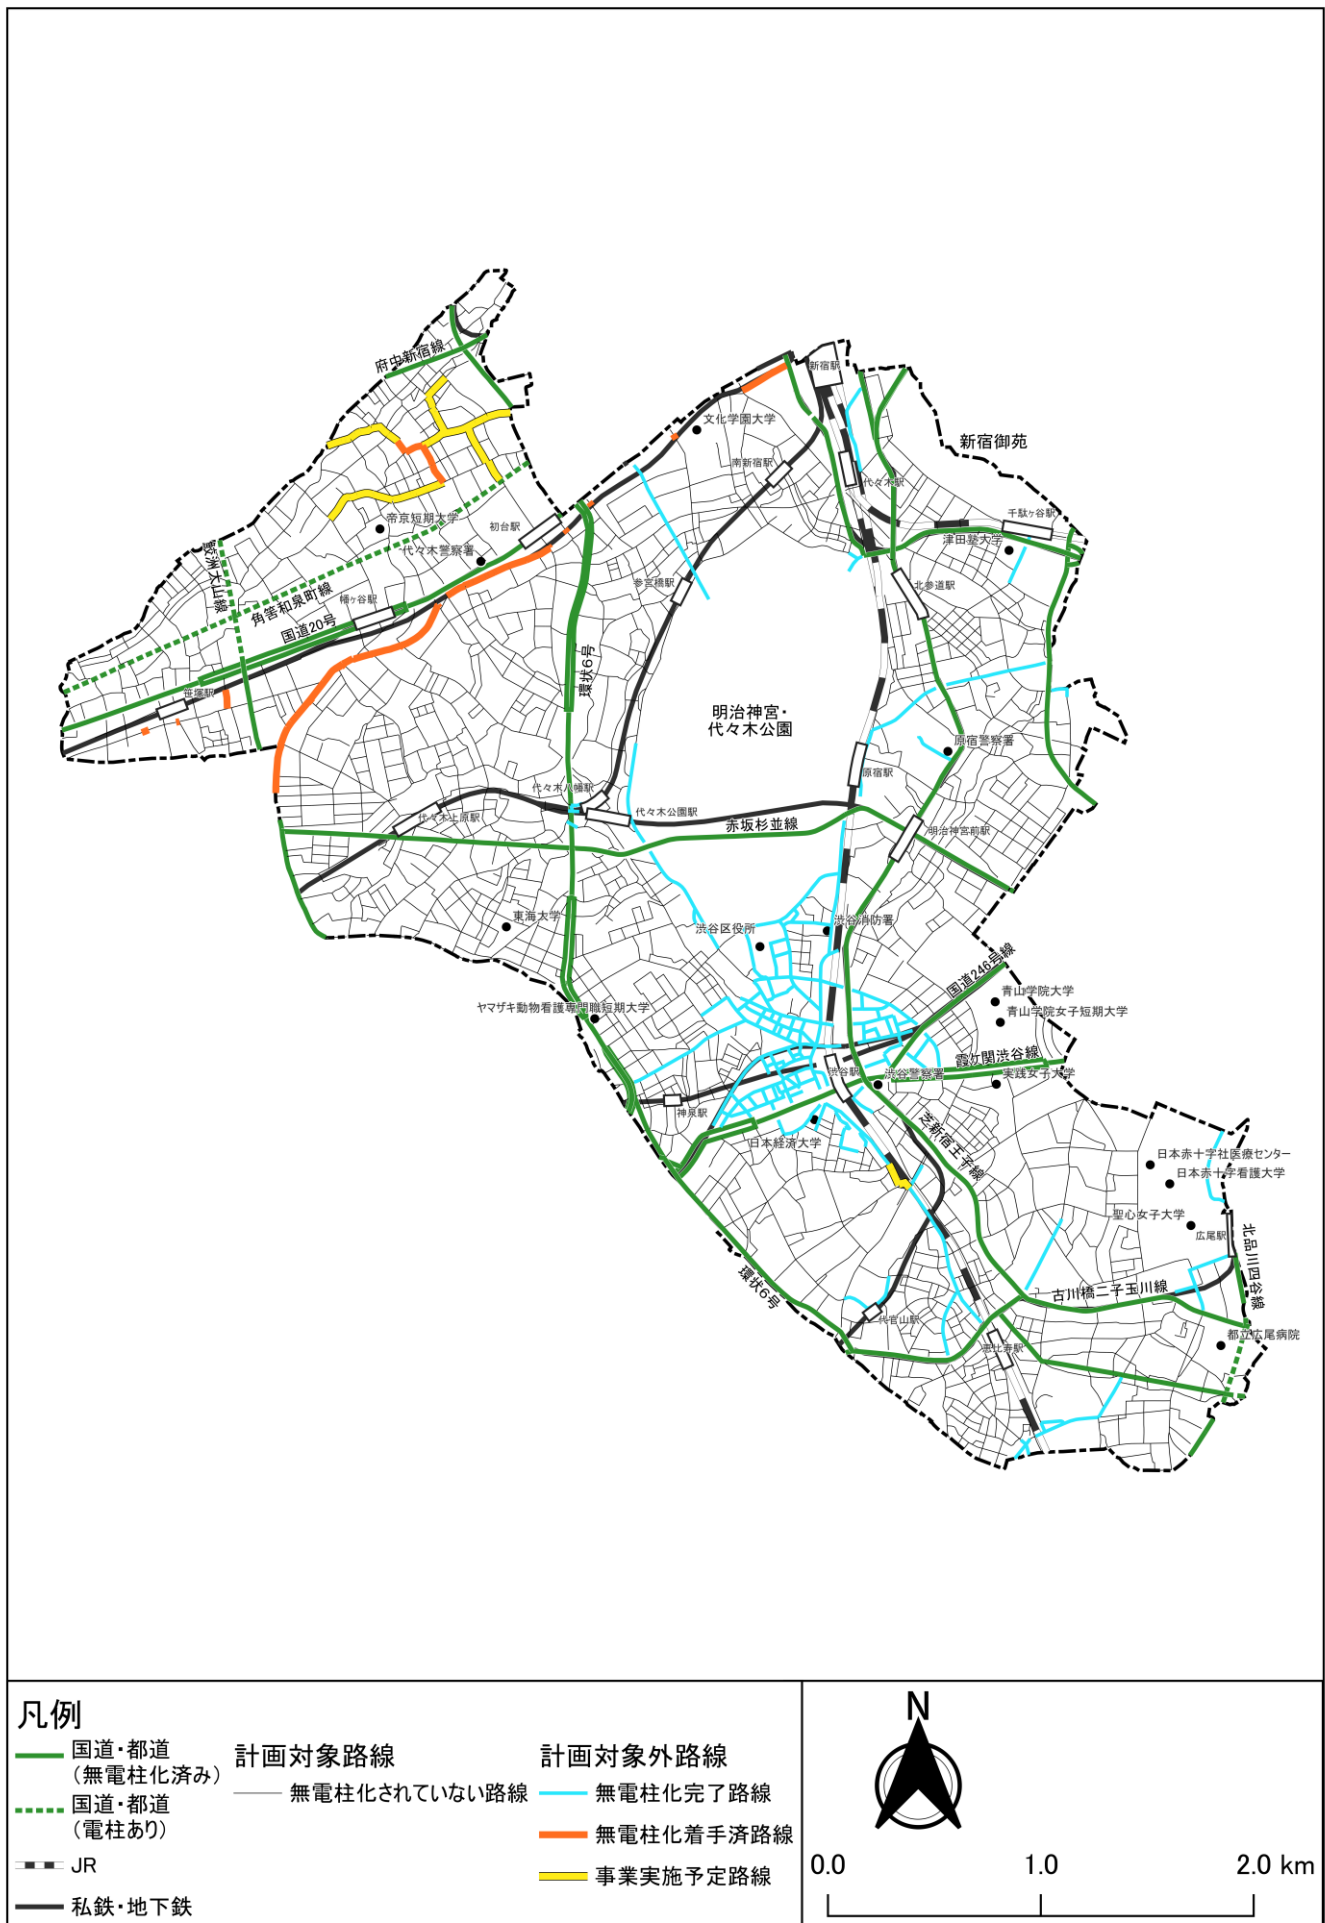 府中新宿線
新宿駅
文化学園大学
新宿御苑
南新宿駅
代々木駅
千駄ヶ谷駅
帝京短期大学
初台駅
津田塾大学
代々木警察署
鮫洲大山線
参宮橋駅
北参道駅
角筈和泉町線
幡ヶ谷駅
国道20号
環状6号
笹塚駅
明治神宮・
代々木公園
原宿警察署
原宿駅
代々木八幡駅
代々木公園駅
代々木上原駅
赤坂杉並線
明治神宮前駅
東海大学
渋谷区役所
渋谷消防署
国道246号線
青山学院大学
ヤマザキ動物看護専門職短期大学
青山学院女子短期大学
霞ヶ関渋谷線
渋谷駅
渋谷警察署
実践女子大学
神泉駅
日本経済大学
芝新宿王子線
日本赤十字社医療センター
日本赤十字看護大学
聖心女子大学
広尾駅
北品川四谷線
環状6号
古川橋二子玉川線
代官山駅
恵比寿駅
都立広尾病院
凡例
国道・都道
(無電柱化済み)
国道・都道
(電柱あり)
JR
私鉄・地下鉄
計画対象路線
無電柱化されていない路線
計画対象外路線
無電柱化完了路線
無電柱化着手済路線
事業実施予定路線
N
0.0 1.0 2.0 km